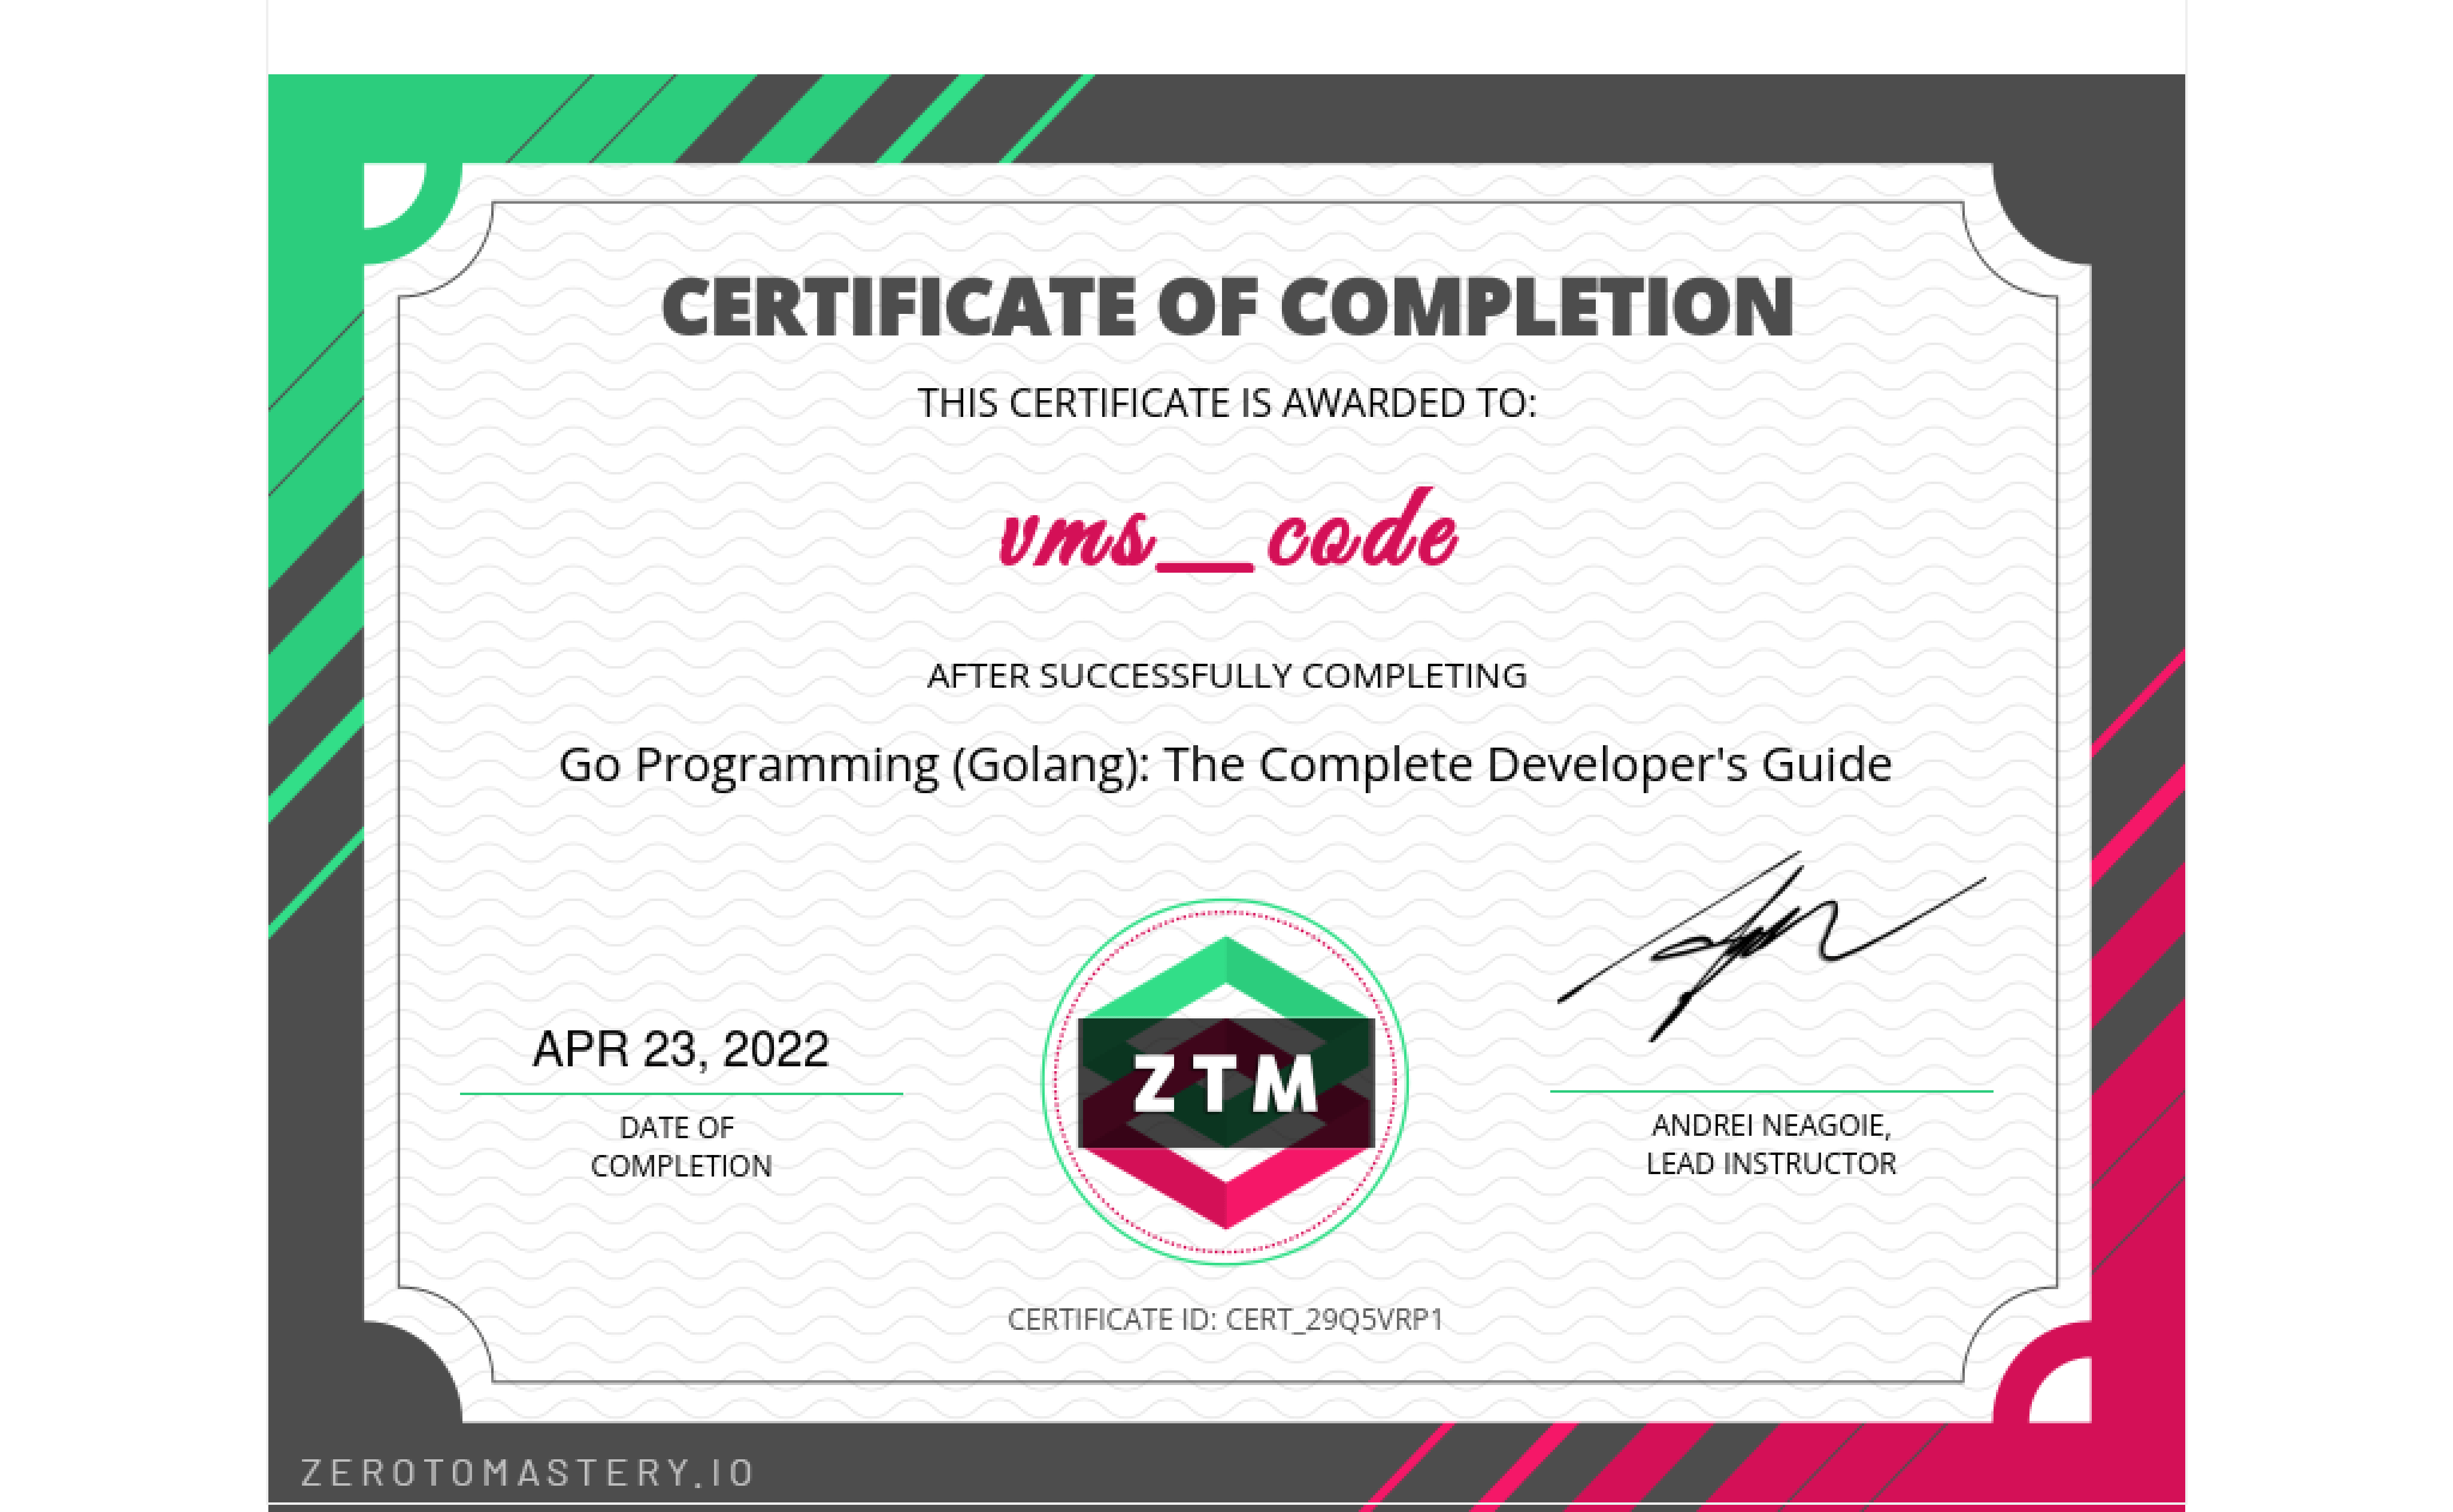 CERTIFICATE OF COMPLETION
THIS CERTIFICATE IS AWARDED TO:
vms__code
AFTER SUCCESSFULLY COMPLETING
Go Programming (Golang): The Complete Developer's Guide
APR 23, 2022
DATE OF
COMPLETION
ZTM
ANDREI NEAGOIE,
LEAD INSTRUCTOR
CERTIFICATE ID: CERT_29Q5VRP1
ZEROTOMASTERY.IO